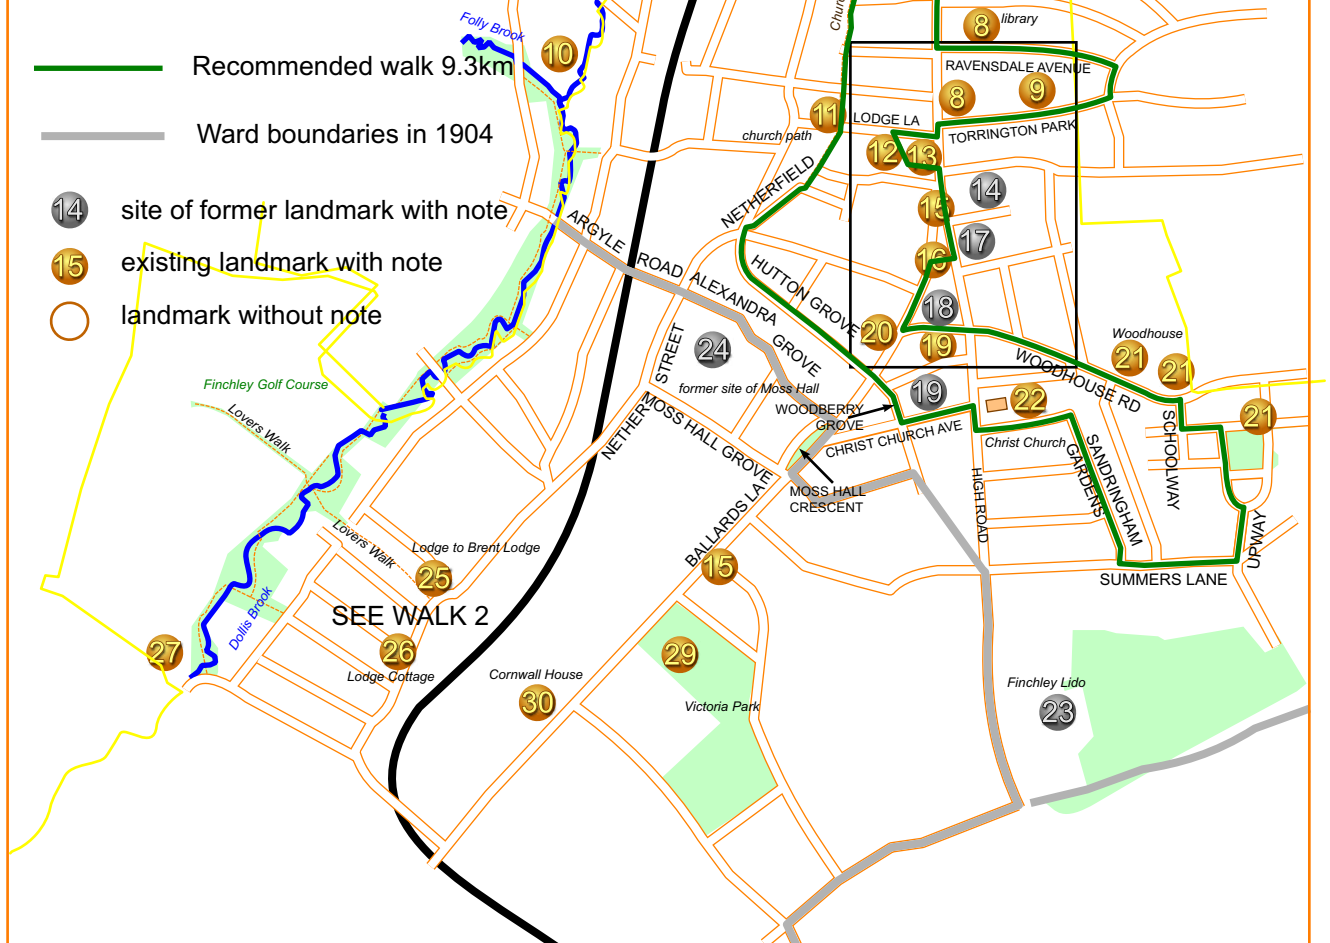 Folly Brook
10
Churc
8
library
Recommended walk 9.3km
RAVENSDALE AVENUE
8
9
11
LODGE LA
TORRINGTON PARK
Ward boundaries in 1904
church path
12
13
14
site of former landmark with note
NETHERFIELD
14
15
ARGYLE ROAD
17
15
existing landmark with note
HUTTON GROVE
16
ALEXANDRA GROVE
landmark without note
18
20
19
Woodhouse
21
21
STREET
24
former site of Moss Hall
WOODHOUSE RD
Finchley Golf Course
19
22
21
WOODBERRY
GROVE
Lovers Walk
NETHER
MOSS HALL GROVE
CHRIST CHURCH AVE
Christ Church
SANDRINGHAM
GARDENS
SCHOOLWAY
MOSS HALL
CRESCENT
HIGH ROAD
Lovers Walk
Lodge to Brent Lodge
BALLARDS LA
UPWAY
25
15
SUMMERS LANE
Dollis Brook
SEE WALK 2
27
26
29
Lodge Cottage
Cornwall House
30
Victoria Park
Finchley Lido
23